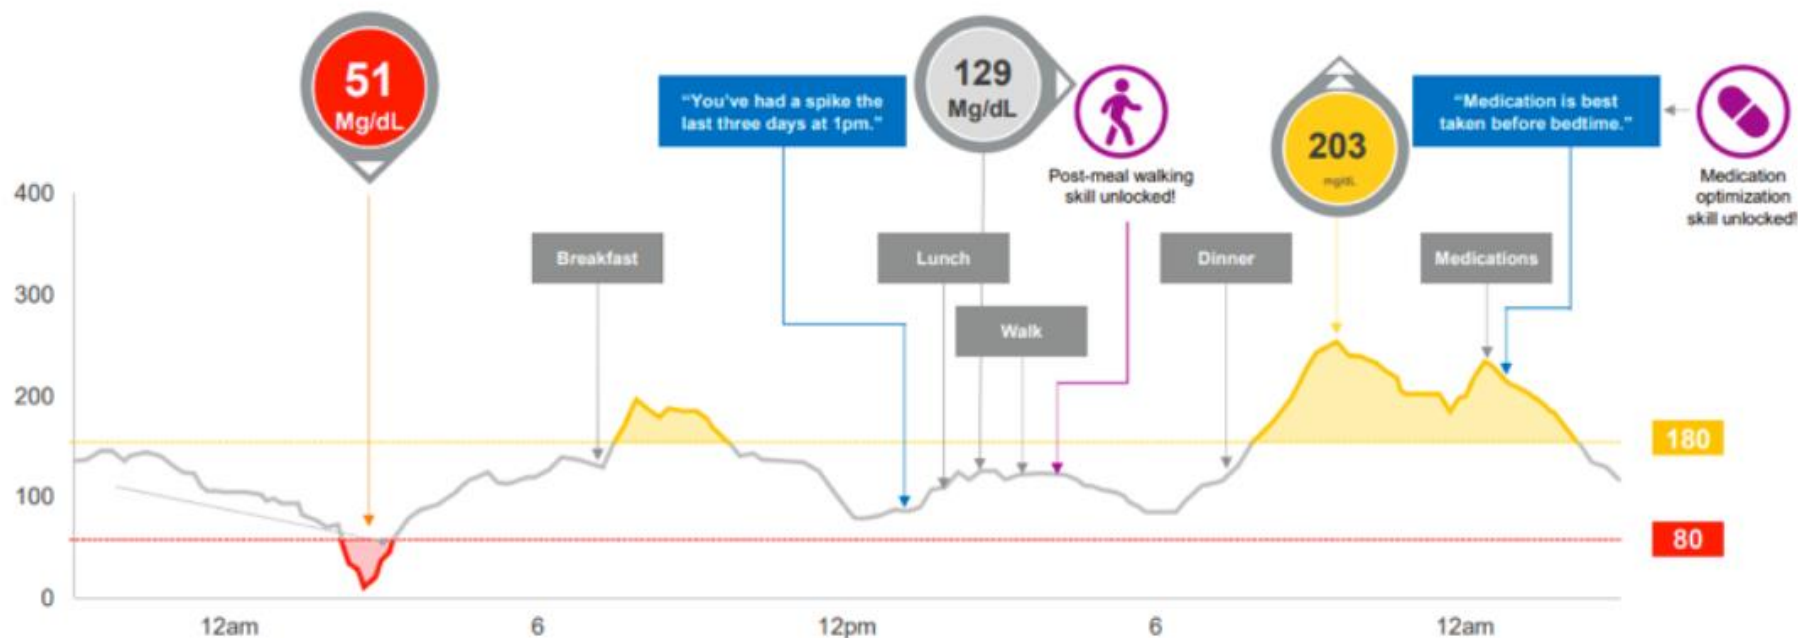 51
Mg/dL
"You've had a spike the
last three days at 1pm."
129
Mg/dL
Post-meal walking
skill unlocked!
203
mg/dL
"Medication is best
taken before bedtime."
Medication
optimization
skill unlocked!
Breakfast
Lunch
Walk
Dinner
Medications
400
300
200
100
0
180
80
12am
6
12pm
6
12am